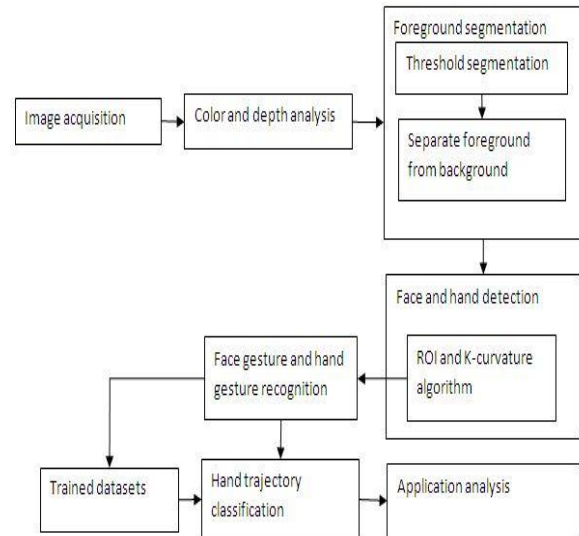 Foreground segmentation
Threshold segmentation
Image acquisition
Color and depth analysis
Separate foreground
from background
Face and hand detection
ROI and K-curvature
algorithm
Face gesture and hand
gesture recognition
Trained datasets
Hand trajectory
classification
Application analysis